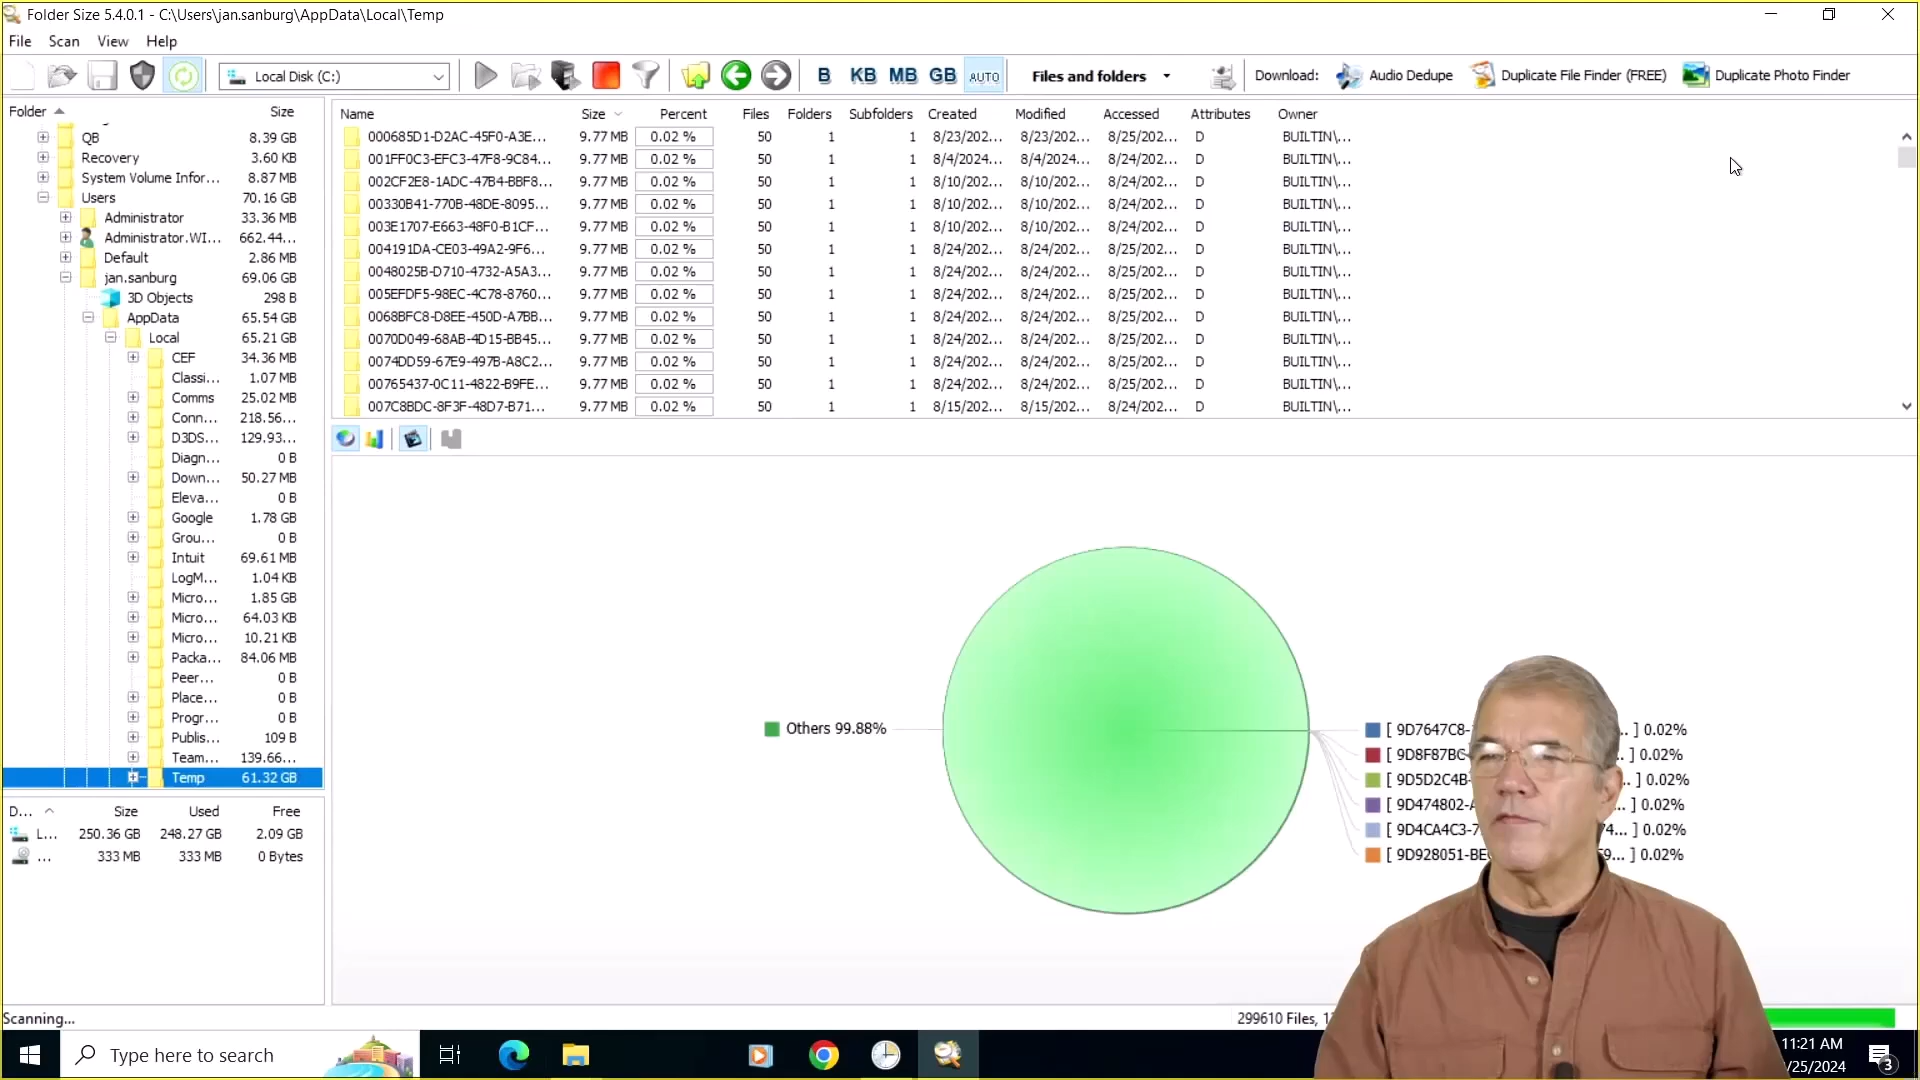 Folder Size 5.4.0.1 - C:\Users\jan.sanburg\AppData\Local\Temp
File Scan View Help
Local Disk (C:) B KB MB GB AUTO Files and folders Download: Audio Dedupe Duplicate File Finder (FREE) Duplicate Photo Finder
Folder Size
QB 8.39 GB
Recovery 3.60 KB
System Volume Infor... 8.87 MB
Users 70.16 GB
Administrator 33.36 MB
Administrator.WI... 662.44...
Default 2.86 MB
jan.sanburg 69.06 GB
3D Objects 298 B
AppData 65.54 GB
Local 65.21 GB
CEF 34.36 MB
Classi... 1.07 MB
Comms 25.02 MB
Conn... 218.56...
D3DS... 129.93...
Diagn... 0 B
Down... 50.27 MB
Eleva... 0 B
Google 1.78 GB
Grou... 0 B
Intuit 69.61 MB
LogM... 1.04 KB
Micro... 1.85 GB
Micro... 64.03 KB
Micro... 10.21 KB
Packa... 84.06 MB
Peer... 0 B
Place... 0 B
Progr... 0 B
Publis... 109 B
Team... 139.66...
Temp 61.32 GB
D... Size Used Free
L... 250.36 GB 248.27 GB 2.09 GB
... 333 MB 333 MB 0 Bytes
Name Size Percent Files Folders Subfolders Created Modified Accessed Attributes Owner
000685D1-D2AC-45F0-A3E... 9.77 MB 0.02 % 50 1 1 8/23/202... 8/23/202... 8/25/202... D BUILTIN\...
001FF0C3-EFC3-47F8-9C84... 9.77 MB 0.02 % 50 1 1 8/4/2024... 8/4/2024... 8/24/202... D BUILTIN\...
002CF2E8-1ADC-47B4-BBF8... 9.77 MB 0.02 % 50 1 1 8/10/202... 8/10/202... 8/24/202... D BUILTIN\...
00330B41-770B-48DE-8095... 9.77 MB 0.02 % 50 1 1 8/10/202... 8/10/202... 8/24/202... D BUILTIN\...
003E1707-E663-48F0-B1CF... 9.77 MB 0.02 % 50 1 1 8/10/202... 8/10/202... 8/24/202... D BUILTIN\...
004191DA-CE03-49A2-9F6... 9.77 MB 0.02 % 50 1 1 8/24/202... 8/24/202... 8/25/202... D BUILTIN\...
0048025B-D710-4732-A5A3... 9.77 MB 0.02 % 50 1 1 8/24/202... 8/24/202... 8/25/202... D BUILTIN\...
005EFDF5-98EC-4C78-8760... 9.77 MB 0.02 % 50 1 1 8/24/202... 8/24/202... 8/25/202... D BUILTIN\...
0068BFC8-D8EE-450D-A7BB... 9.77 MB 0.02 % 50 1 1 8/24/202... 8/24/202... 8/25/202... D BUILTIN\...
0070D049-68AB-4D15-BB45... 9.77 MB 0.02 % 50 1 1 8/24/202... 8/24/202... 8/25/202... D BUILTIN\...
0074DD59-67E9-497B-A8C2... 9.77 MB 0.02 % 50 1 1 8/24/202... 8/24/202... 8/25/202... D BUILTIN\...
00765437-0C11-4822-B9FE... 9.77 MB 0.02 % 50 1 1 8/24/202... 8/24/202... 8/25/202... D BUILTIN\...
007C8BDC-8F3F-48D7-B71... 9.77 MB 0.02 % 50 1 1 8/15/202... 8/15/202... 8/24/202... D BUILTIN\...
Others 99.88%
[ 9D7647C8- ... ] 0.02%
[ 9D8F87BC ... ] 0.02%
[ 9D5D2C4B ... ] 0.02%
[ 9D474802- ... ] 0.02%
[ 9D4CA4C3-7 74... ] 0.02%
[ 9D928051-BE ... ] 0.02%
Scanning... 299610 Files,
Type here to search
11:21 AM
/25/2024
3